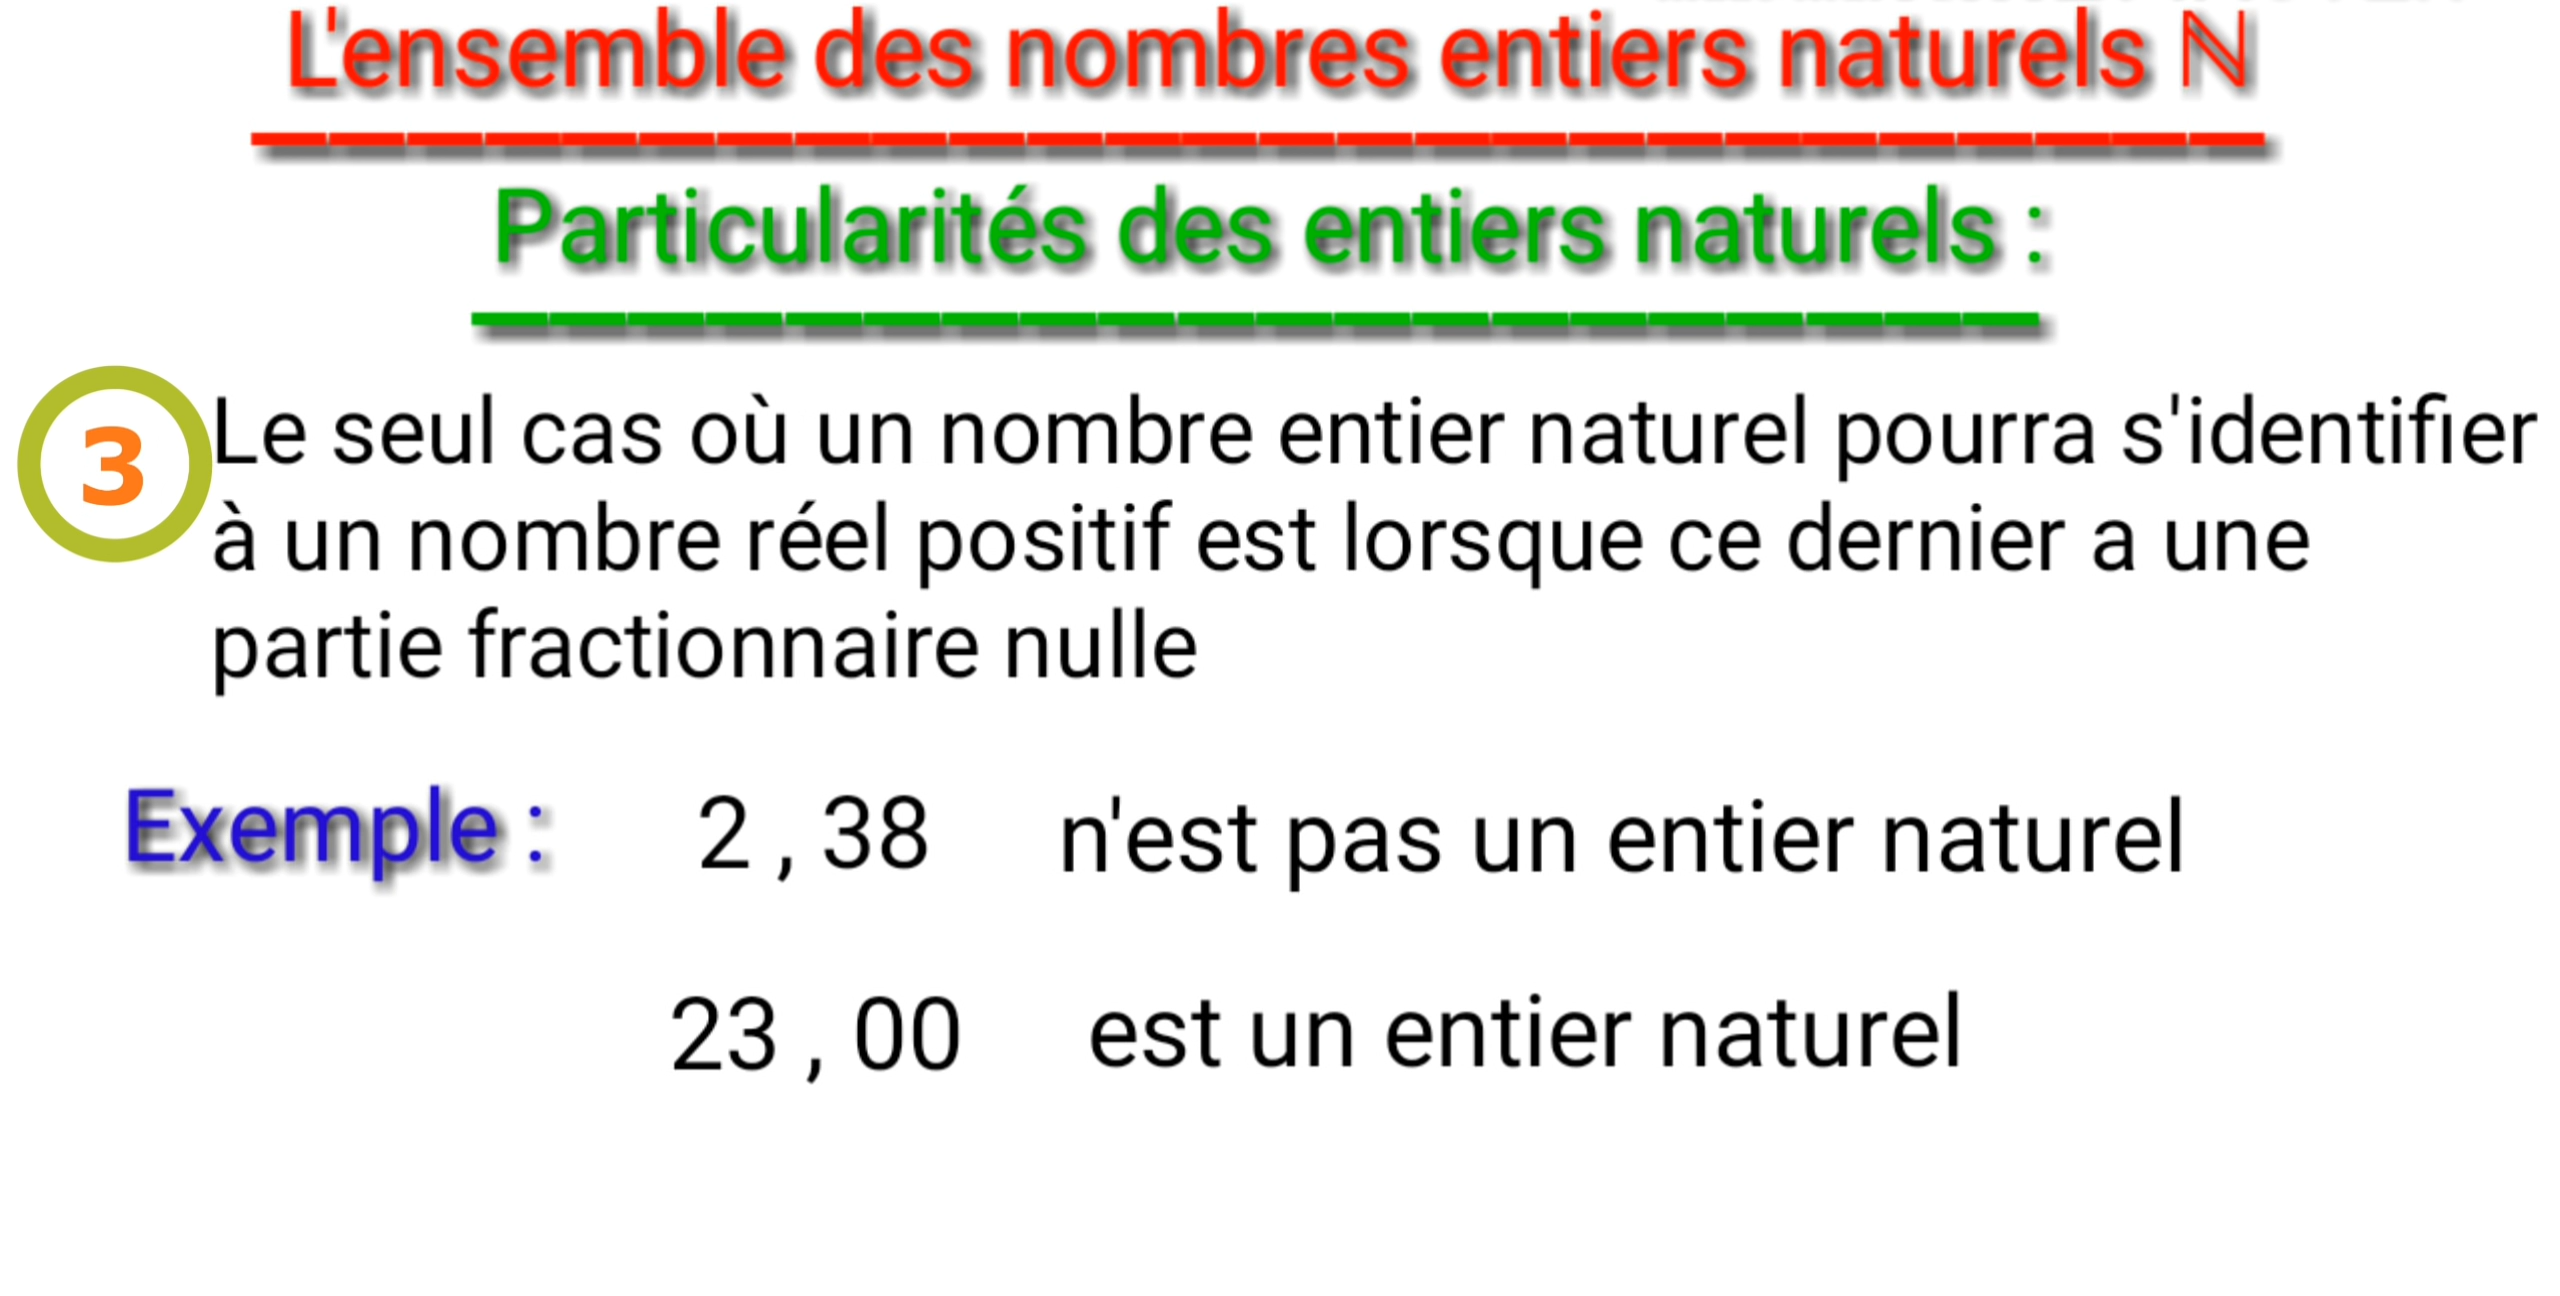 L'ensemble des nombres entiers naturels ℕ
Particularités des entiers naturels :
3
Le seul cas où un nombre entier naturel pourra s'identifier
à un nombre réel positif est lorsque ce dernier a une
partie fractionnaire nulle
Exemple : 2 , 38 n'est pas un entier naturel
23 , 00 est un entier naturel